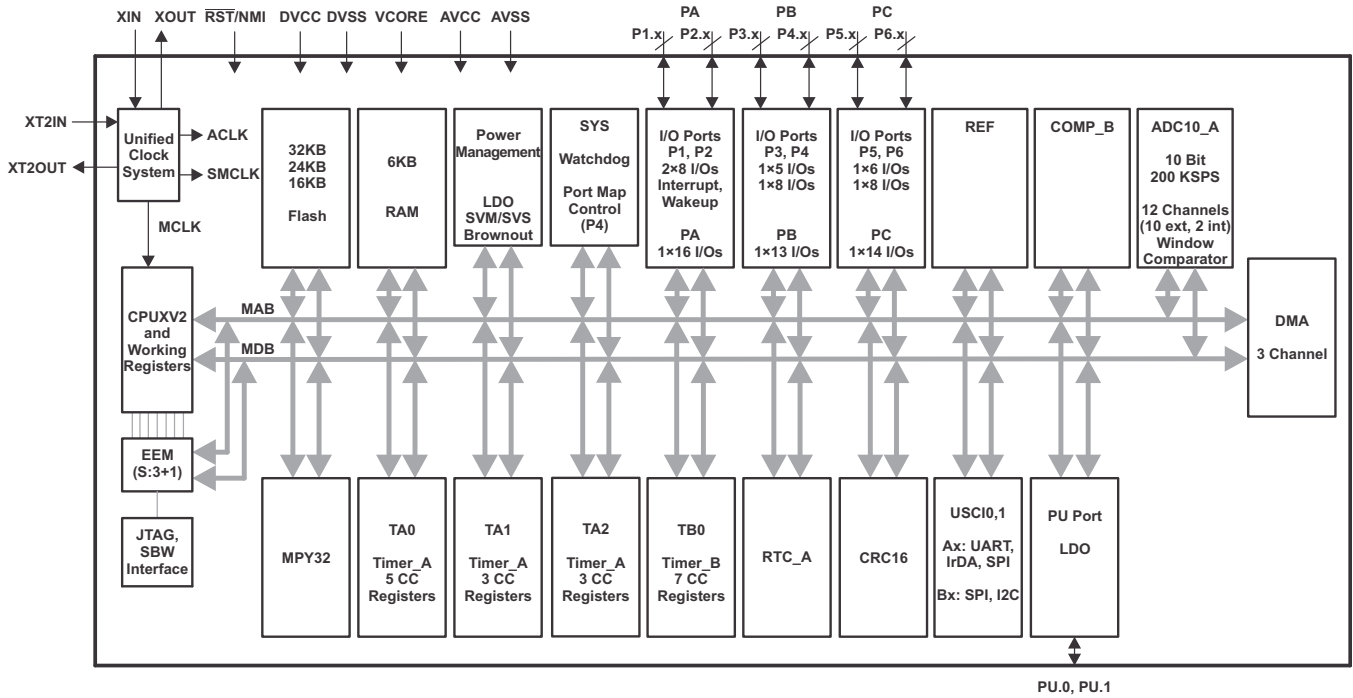 XIN XOUT RST/NMI DVCC DVSS VCORE AVCC AVSS
PA PB PC
P1.x P2.x P3.x P4.x P5.x P6.x
XT2IN
XT2OUT
Unified
Clock
System
ACLK
SMCLK
MCLK
32KB
24KB
16KB
Flash
6KB
RAM
Power
Management
LDO
SVM/SVS
Brownout
SYS
Watchdog
Port Map
Control
(P4)
I/O Ports
P1, P2
2×8 I/Os
Interrupt,
Wakeup
PA
1×16 I/Os
I/O Ports
P3, P4
1×5 I/Os
1×8 I/Os
PB
1×13 I/Os
I/O Ports
P5, P6
1×6 I/Os
1×8 I/Os
PC
1×14 I/Os
REF
COMP_B
ADC10_A
10 Bit
200 KSPS
12 Channels
(10 ext, 2 int)
Window
Comparator
CPUXV2
and
Working
Registers
MAB
MDB
DMA
3 Channel
EEM
(S:3+1)
JTAG,
SBW
Interface
MPY32
TA0
Timer_A
5 CC
Registers
TA1
Timer_A
3 CC
Registers
TA2
Timer_A
3 CC
Registers
TB0
Timer_B
7 CC
Registers
RTC_A
CRC16
USCI0,1
Ax: UART,
IrDA, SPI
Bx: SPI, I2C
PU Port
LDO
PU.0, PU.1